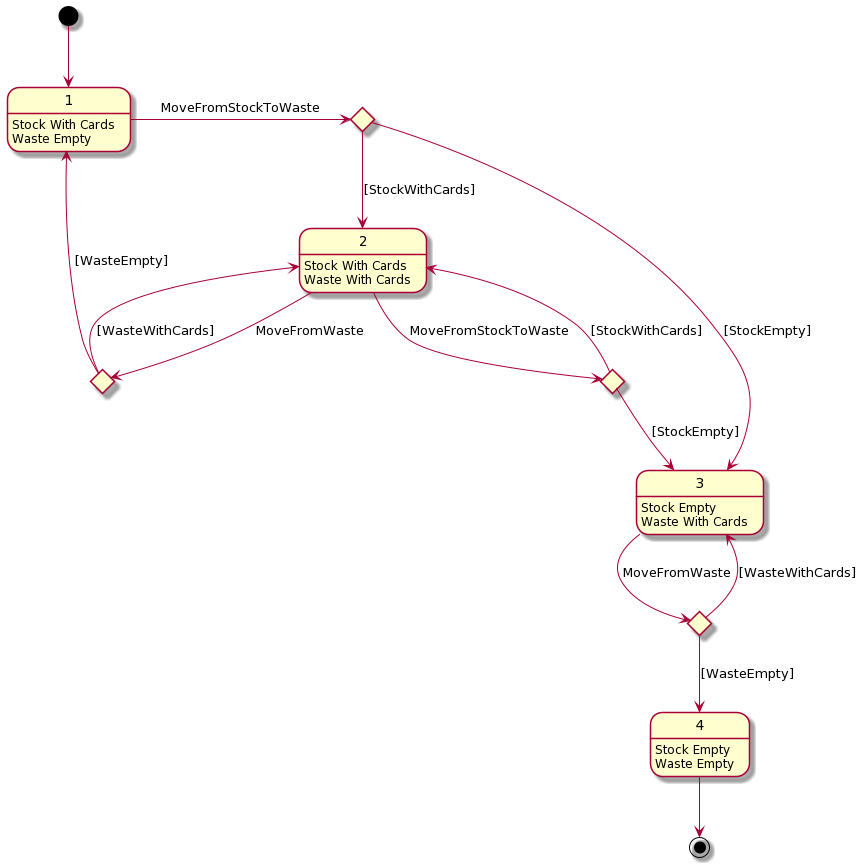 1
Stock With Cards
Waste Empty
MoveFromStockToWaste
[StockWithCards]
2
Stock With Cards
Waste With Cards
[WasteEmpty]
[WasteWithCards]
MoveFromWaste
MoveFromStockToWaste
[StockWithCards]
[StockEmpty]
[StockEmpty]
3
Stock Empty
Waste With Cards
MoveFromWaste
[WasteWithCards]
[WasteEmpty]
4
Stock Empty
Waste Empty